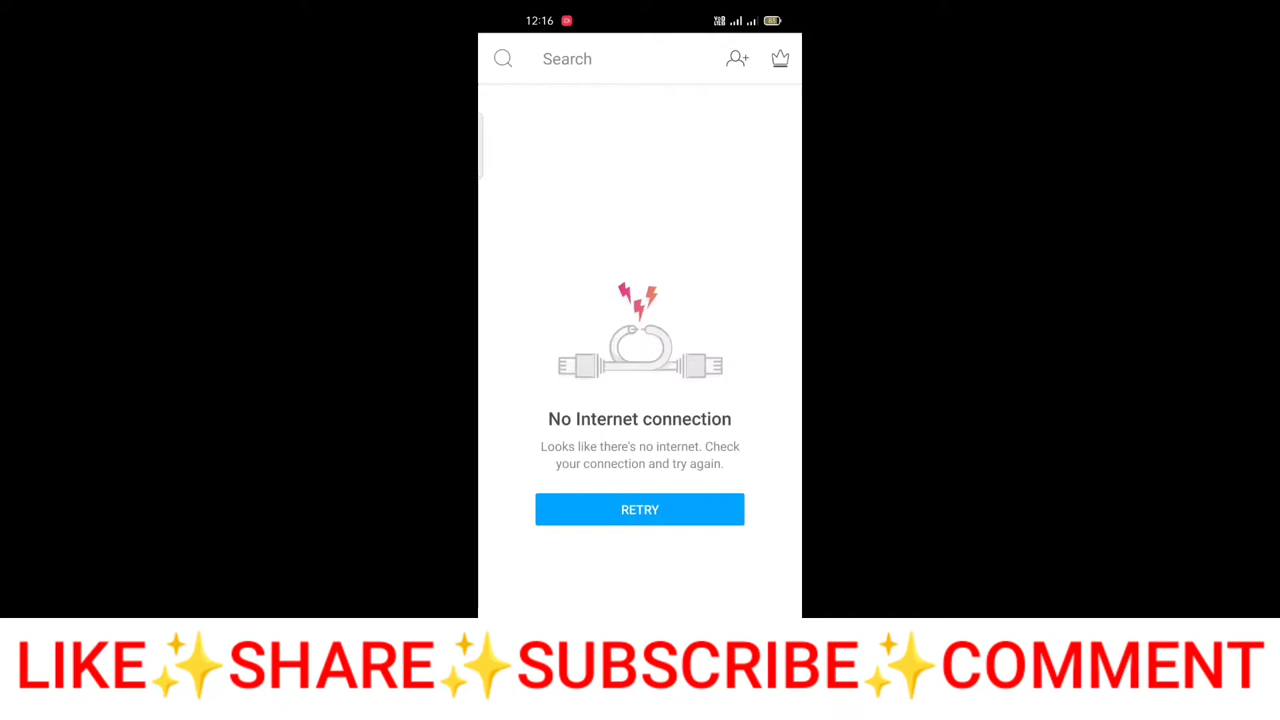 12:16
Search
No Internet connection
Looks like there's no internet. Check
your connection and try again.
RETRY
LIKE✨SHARE✨SUBSCRIBE✨COMMENT